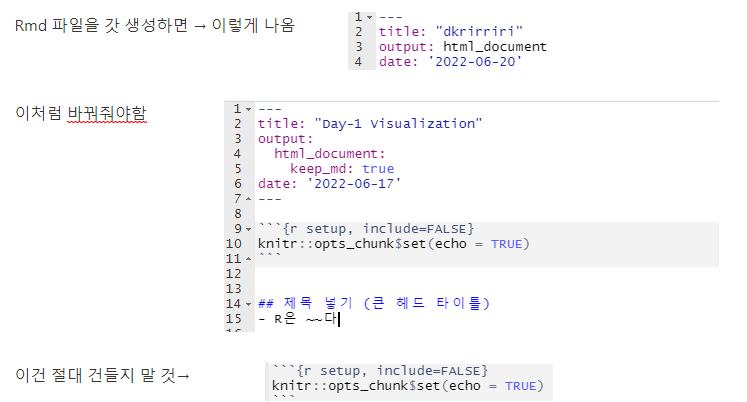 Rmd 파일을 갓 생성하면 → 이렇게 나옴
1 ---
2 title: "dkrirriri"
3 output: html_document
4 date: '2022-06-20'
이처럼 바꿔줘야함
1 ---
2 title: "Day-1 Visualization"
3 output:
4   html_document:
5     keep_md: true
6 date: '2022-06-17'
7 ---
8
9 ```{r setup, include=FALSE}
10 knitr::opts_chunk$set(echo = TRUE)
11 ```
12
13
14 ## 제목 넣기 (큰 헤드 타이틀)
15 - R은 ~~다
이건 절대 건들지 말 것→
```{r setup, include=FALSE}
knitr::opts_chunk$set(echo = TRUE)
```